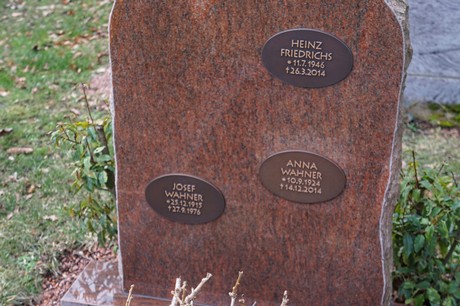 HEINZ
FRIEDRICHS
* 11.7.1946
† 26.3.2014
ANNA
WAHNER
* 10.9.1924
† 14.12.2014
JOSEF
WAHNER
* 25.12.1915
† 27.9.1976